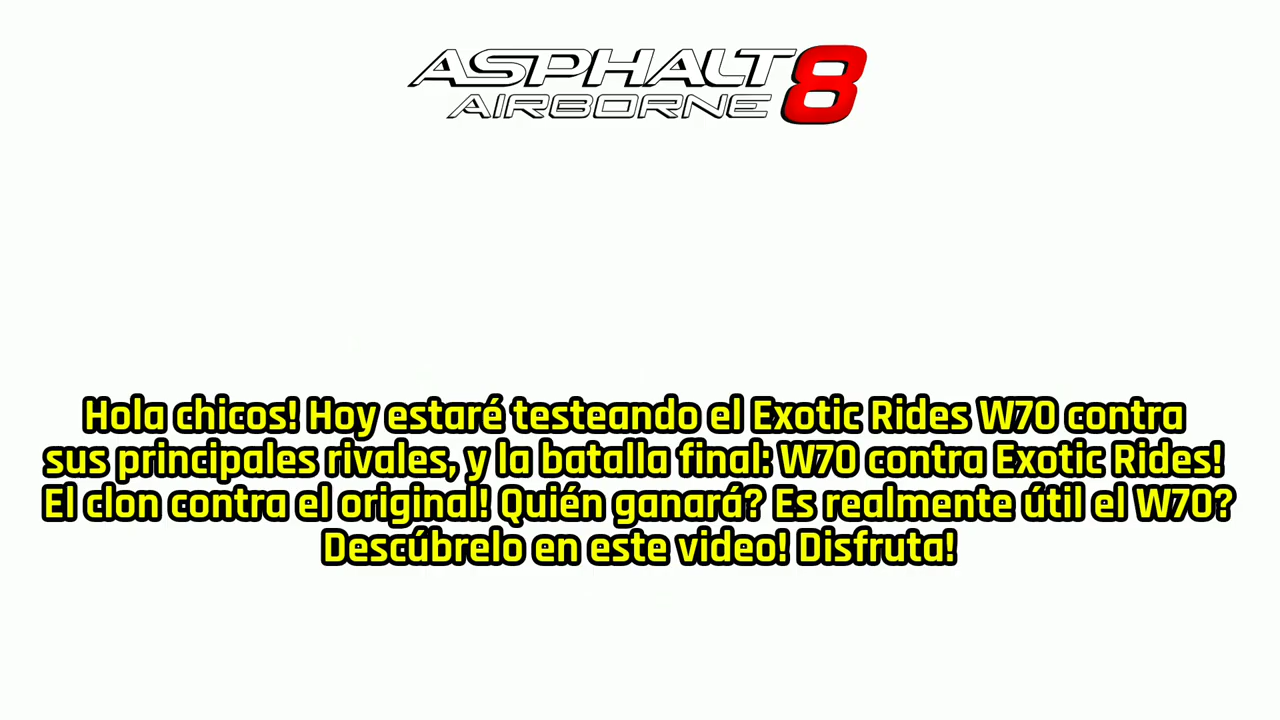 ASPHALT 8
AIRBORNE
Hola chicos! Hoy estaré testeando el Exotic Rides W70 contra
sus principales rivales, y la batalla final: W70 contra Exotic Rides!
El clon contra el original! Quién ganará? Es realmente útil el W70?
Descúbrelo en este video! Disfruta!